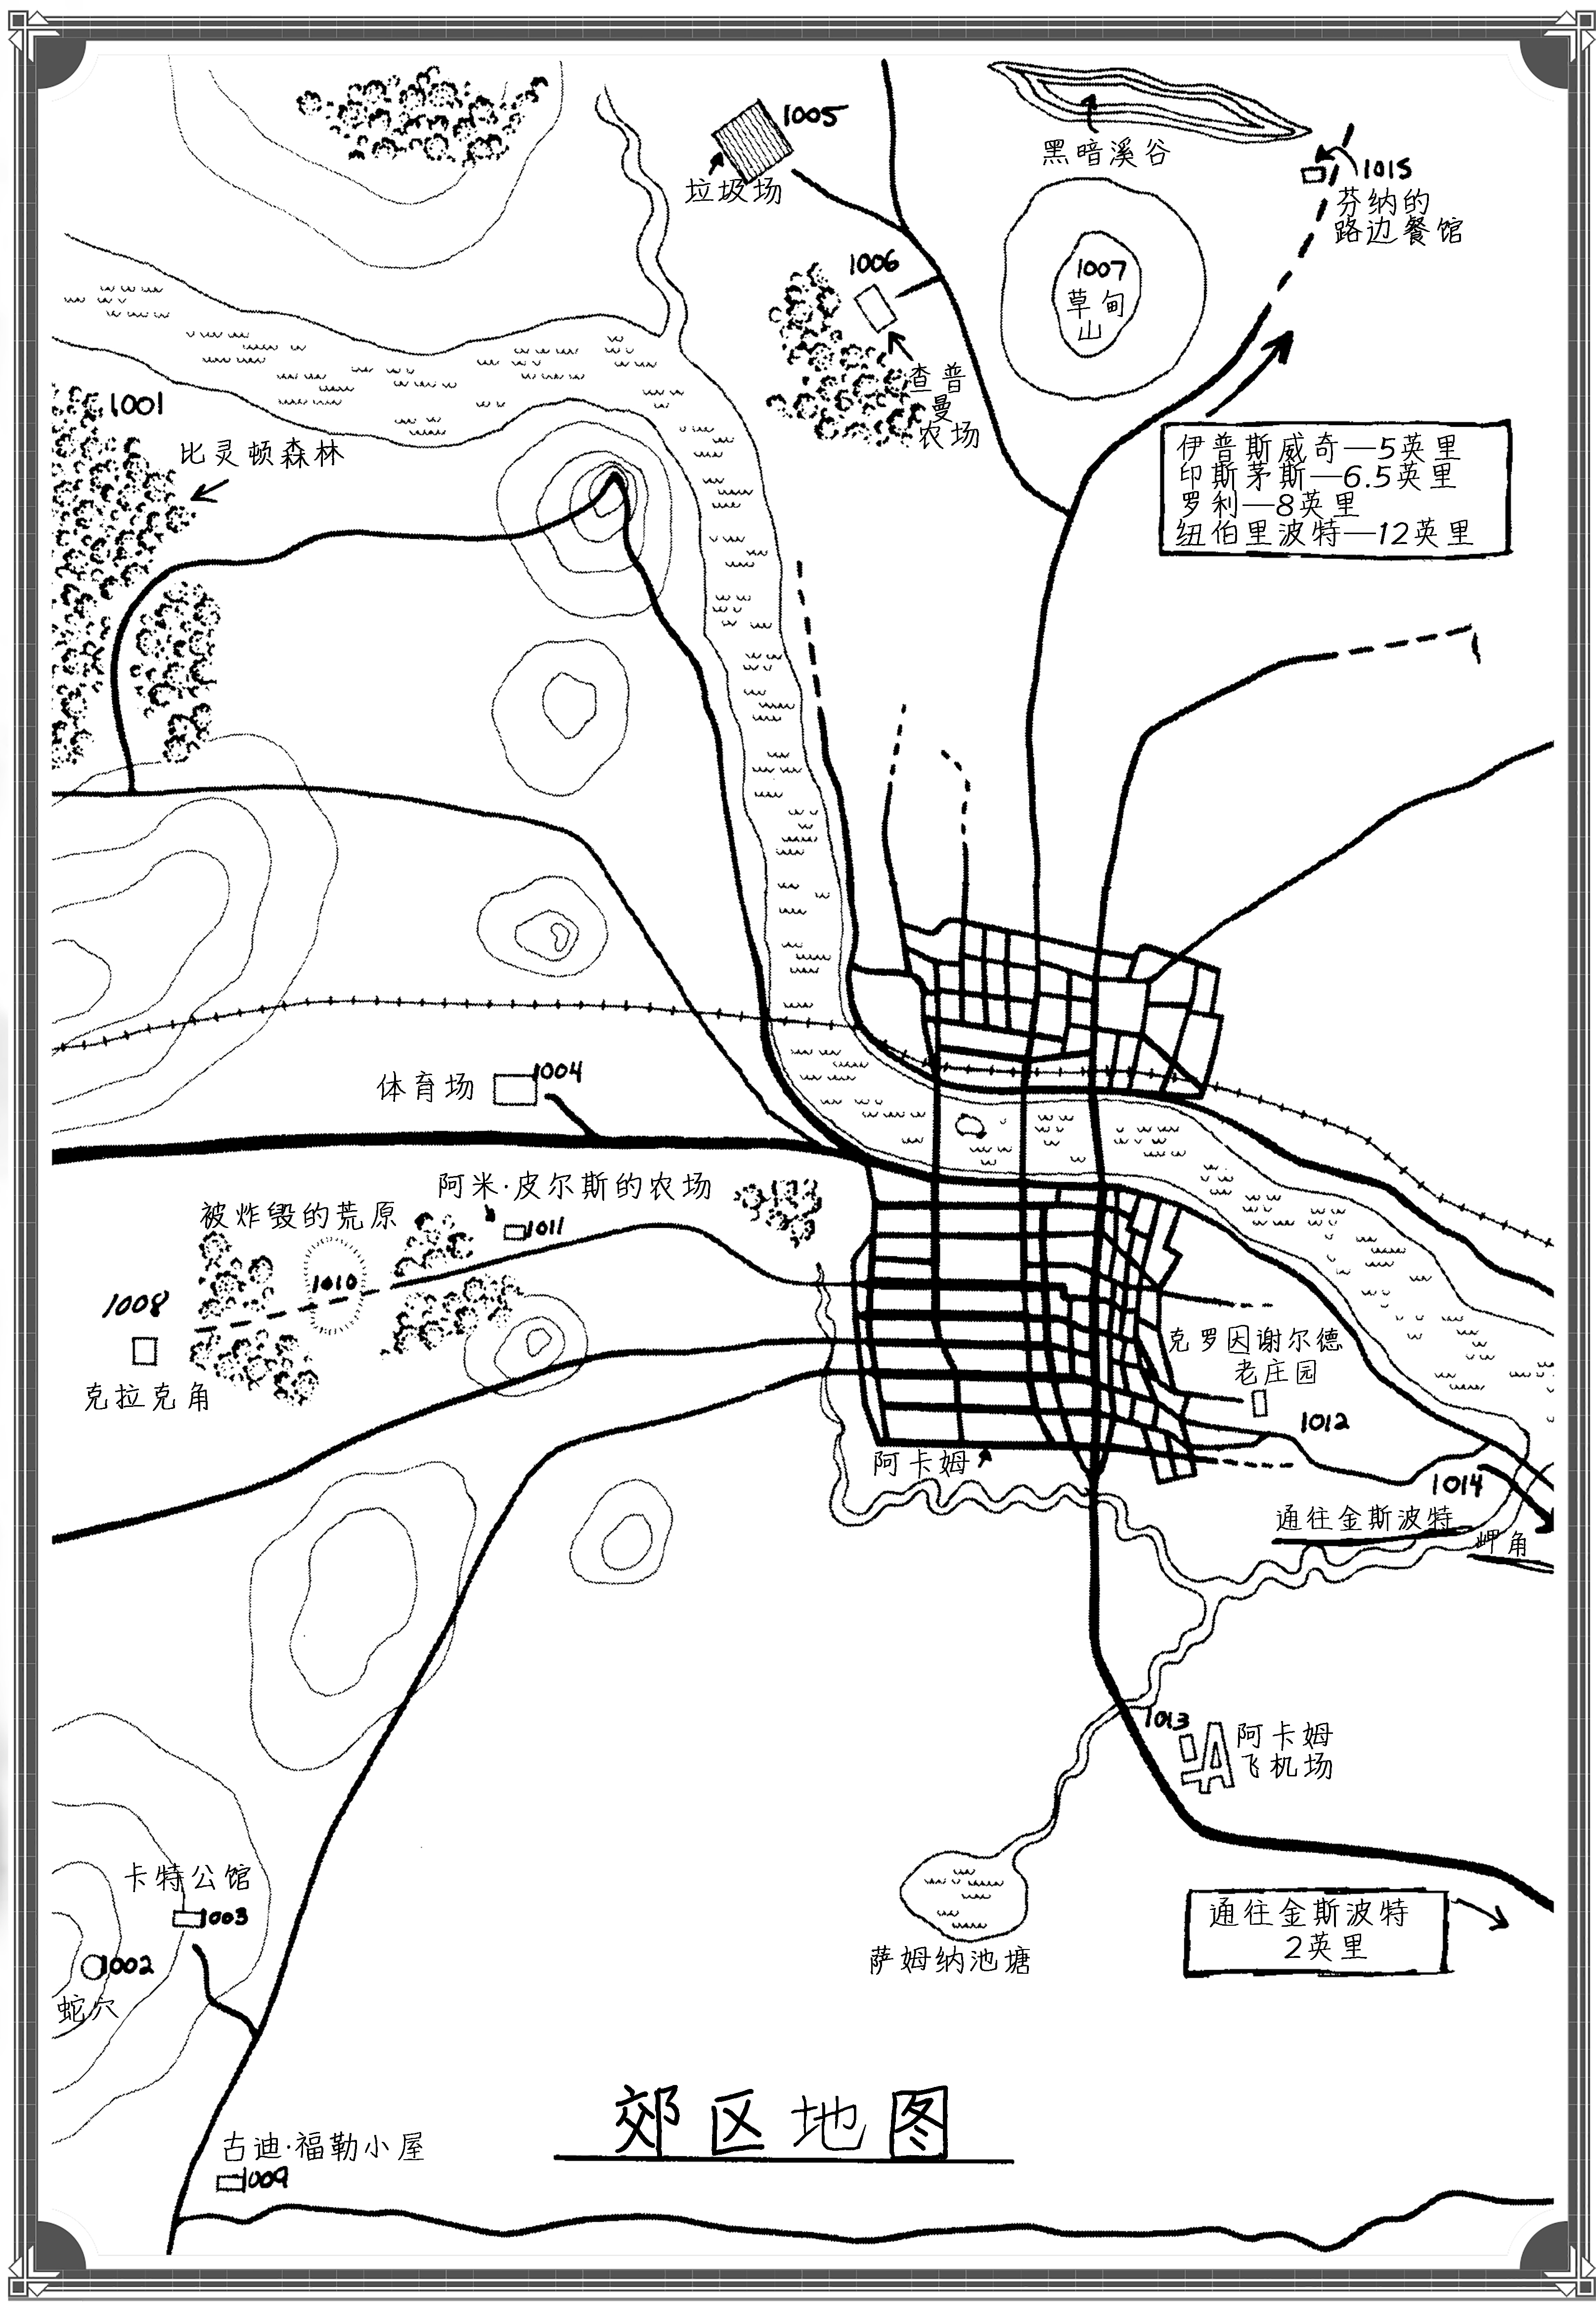 1005
垃圾场
黑暗溪谷
1015
芬纳的
路边餐馆
1006
1007
草甸
山
查普
曼
农场
1001
比灵顿森林
伊普斯威奇—5英里
印斯茅斯—6.5英里
罗利—8英里
纽伯里波特—12英里
体育场
1004
阿米·皮尔斯的农场
1011
被炸毁的荒原
1010
1008
克拉克角
克罗因谢尔德
老庄园
1012
阿卡姆
1014
通往金斯波特
岬角
1013
阿卡姆
飞机场
卡特公馆
1003
1002
蛇穴
萨姆纳池塘
通往金斯波特
2英里
郊区地图
古迪·福勒小屋
1009